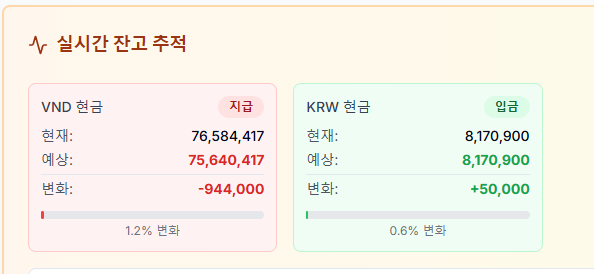 실시간 잔고 추적
VND 현금 지급
현재: 76,584,417
예상: 75,640,417
변화: -944,000
1.2% 변화
KRW 현금 입금
현재: 8,170,900
예상: 8,170,900
변화: +50,000
0.6% 변화